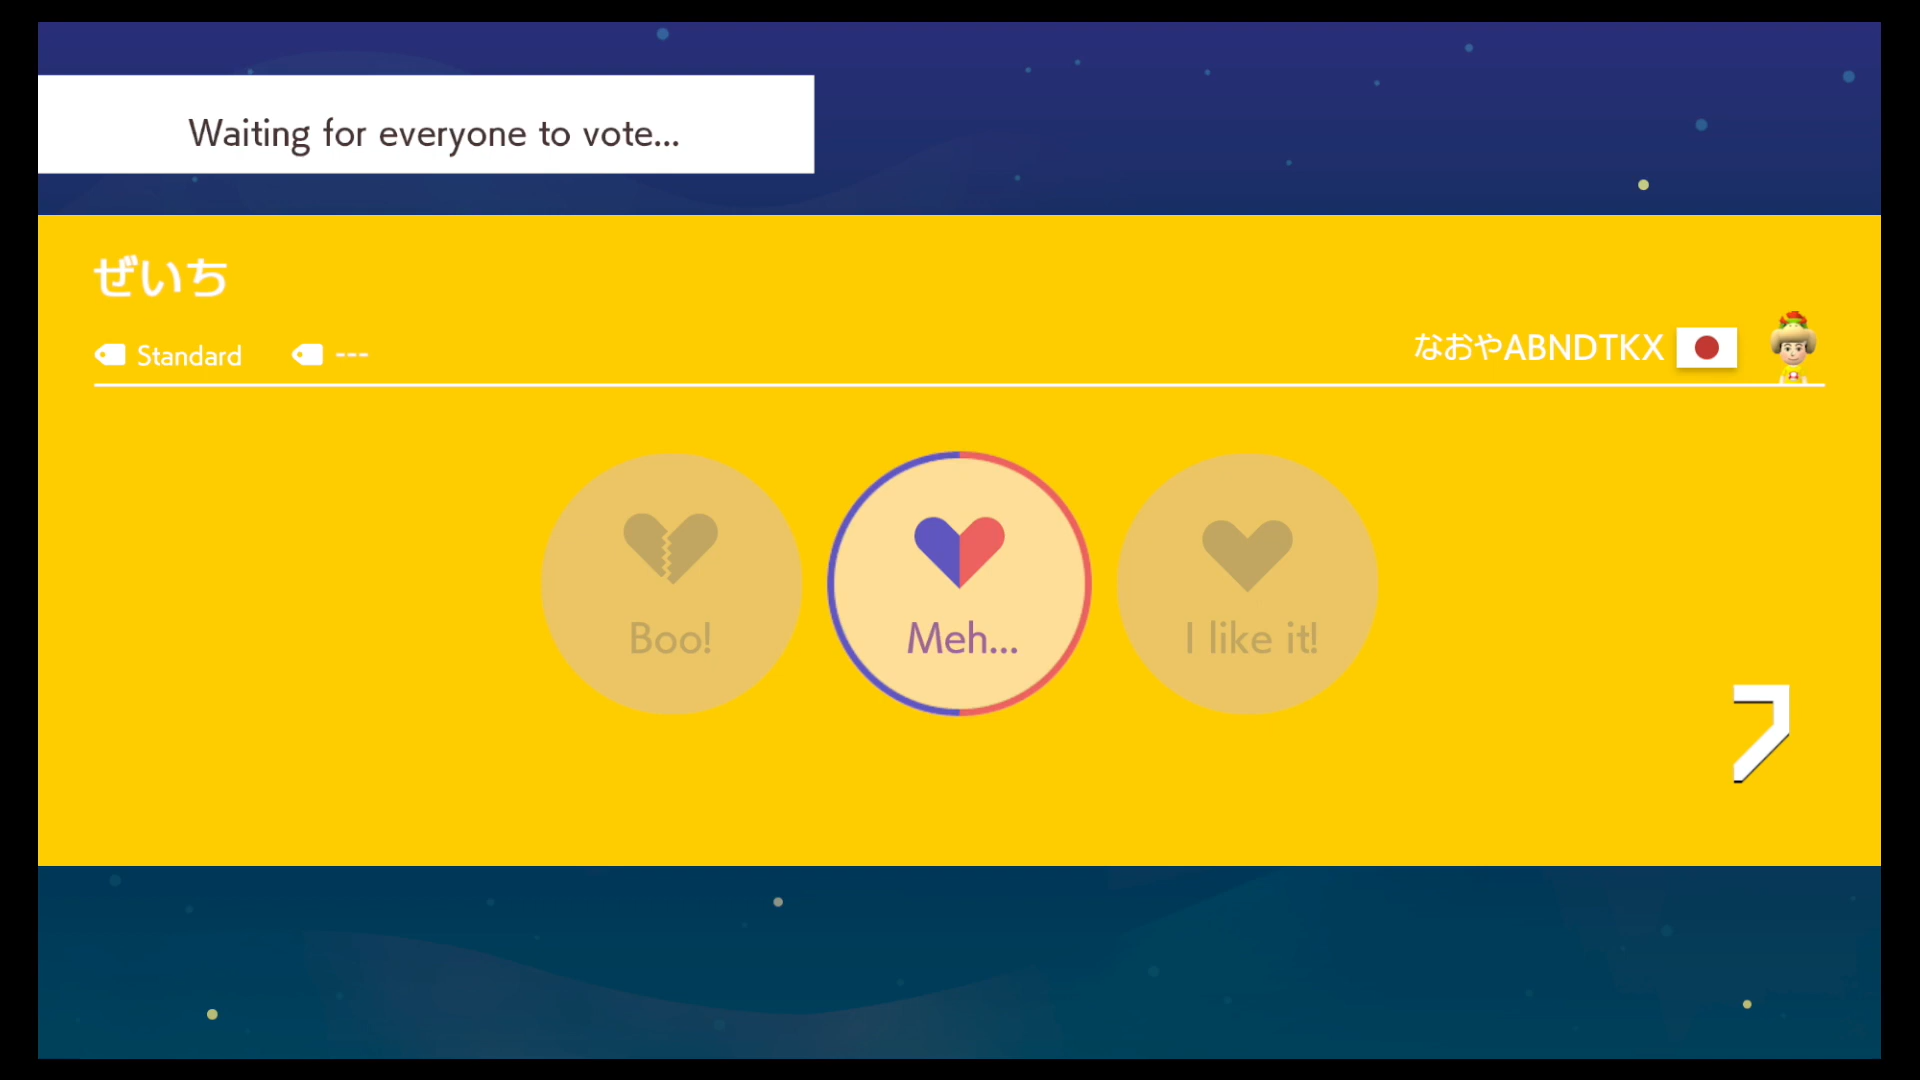 Waiting for everyone to vote...
ぜいち
Standard ---
なおやABNDTKX
Boo!
Meh...
I like it!
7